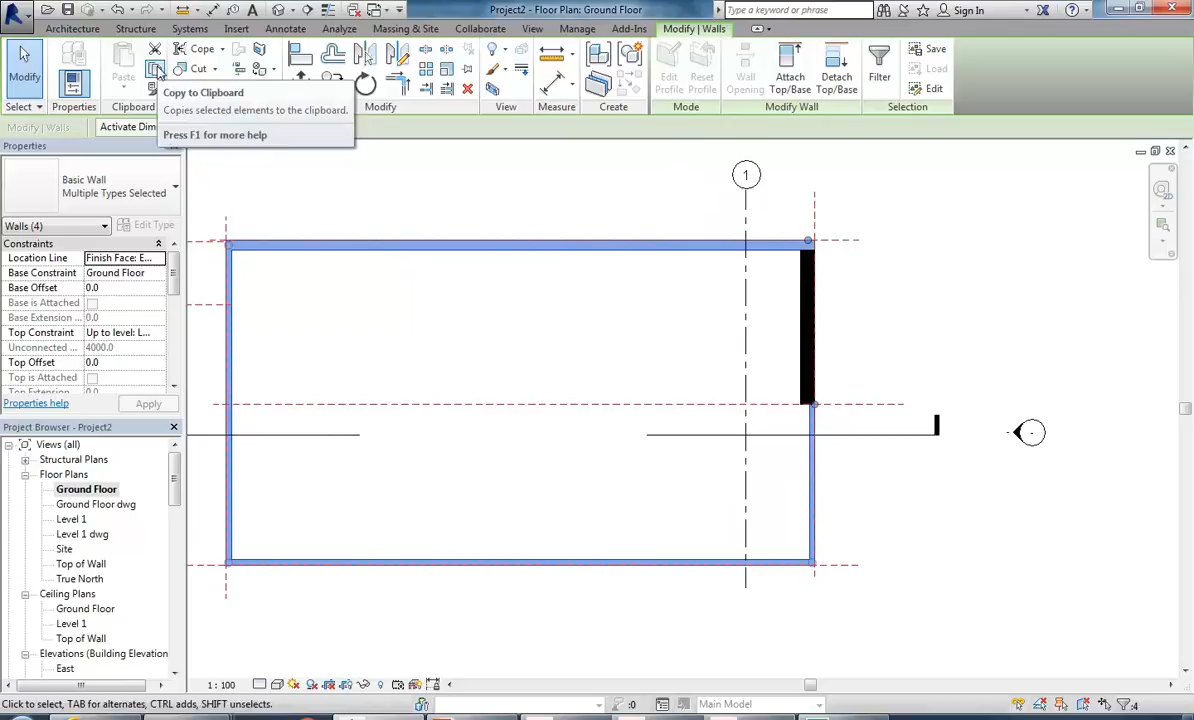 Project2 - Floor Plan: Ground Floor
Type a keyword or phrase
Sign In
Architecture Structure Systems Insert Annotate Analyze Massing & Site Collaborate View Manage Add-Ins Modify | Walls
Modify
Paste
Cope
Cut
Edit Profile
Reset Profile
Wall Opening
Attach Top/Base
Detach Top/Base
Filter
Save
Load
Edit
Select Properties Clipboard Modify View Measure Create Mode Modify Wall Selection
Copy to Clipboard
Copies selected elements to the clipboard.
Press F1 for more help
Modify | Walls Activate Dim
Properties
Basic Wall
Multiple Types Selected
Walls (4) Edit Type
Constraints
Location Line Finish Face: E...
Base Constraint Ground Floor
Base Offset 0.0
Base is Attached
Base Extension ... 0.0
Top Constraint Up to level: L...
Unconnected ... 4000.0
Top Offset 0.0
Top is Attached
Top Extension ... 0.0
Properties help Apply
Project Browser - Project2
Views (all)
Structural Plans
Floor Plans
Ground Floor
Ground Floor dwg
Level 1
Level 1 dwg
Site
Top of Wall
True North
Ceiling Plans
Ground Floor
Level 1
Top of Wall
Elevations (Building Elevation
East
1
-
2D
1 : 100
Click to select, TAB for alternates, CTRL adds, SHIFT unselects.
:0
Main Model
:4